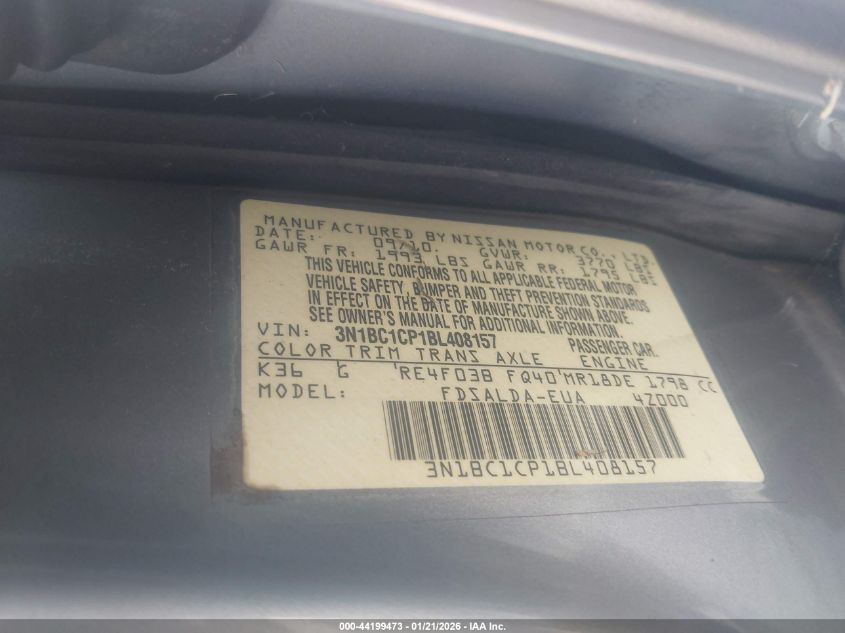 MANUFACTURED BY NISSAN MOTOR CO., LTD.
DATE: 09/10. GVWR: 3770 LBS
GAWR FR: 1993 LBS GAWR RR: 1795 LBS
THIS VEHICLE CONFORMS TO ALL APPLICABLE FEDERAL MOTOR
VEHICLE SAFETY, BUMPER AND THEFT PREVENTION STANDARDS
IN EFFECT ON THE DATE OF MANUFACTURE SHOWN ABOVE.
SEE OWNER'S MANUAL FOR ADDITIONAL INFORMATION.
VIN: 3N1BC1CP1BL408157 PASSENGER CAR.
COLOR TRIM TRANS AXLE ENGINE
K36 G 'RE4F03B FQ40'MR18DE 1798 CC
MODEL: FDSALDA-EUA 4Z000
3N1BC1CP1BL408157
000-44199473 - 01/21/2026 - IAA Inc.